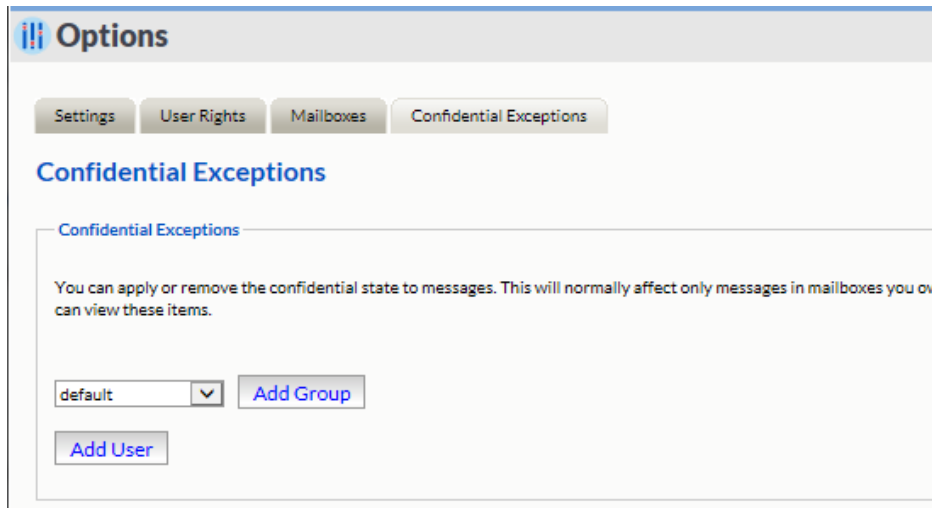 Options
Settings User Rights Mailboxes Confidential Exceptions
Confidential Exceptions
Confidential Exceptions
You can apply or remove the confidential state to messages. This will normally affect only messages in mailboxes you
can view these items.
default Add Group
Add User